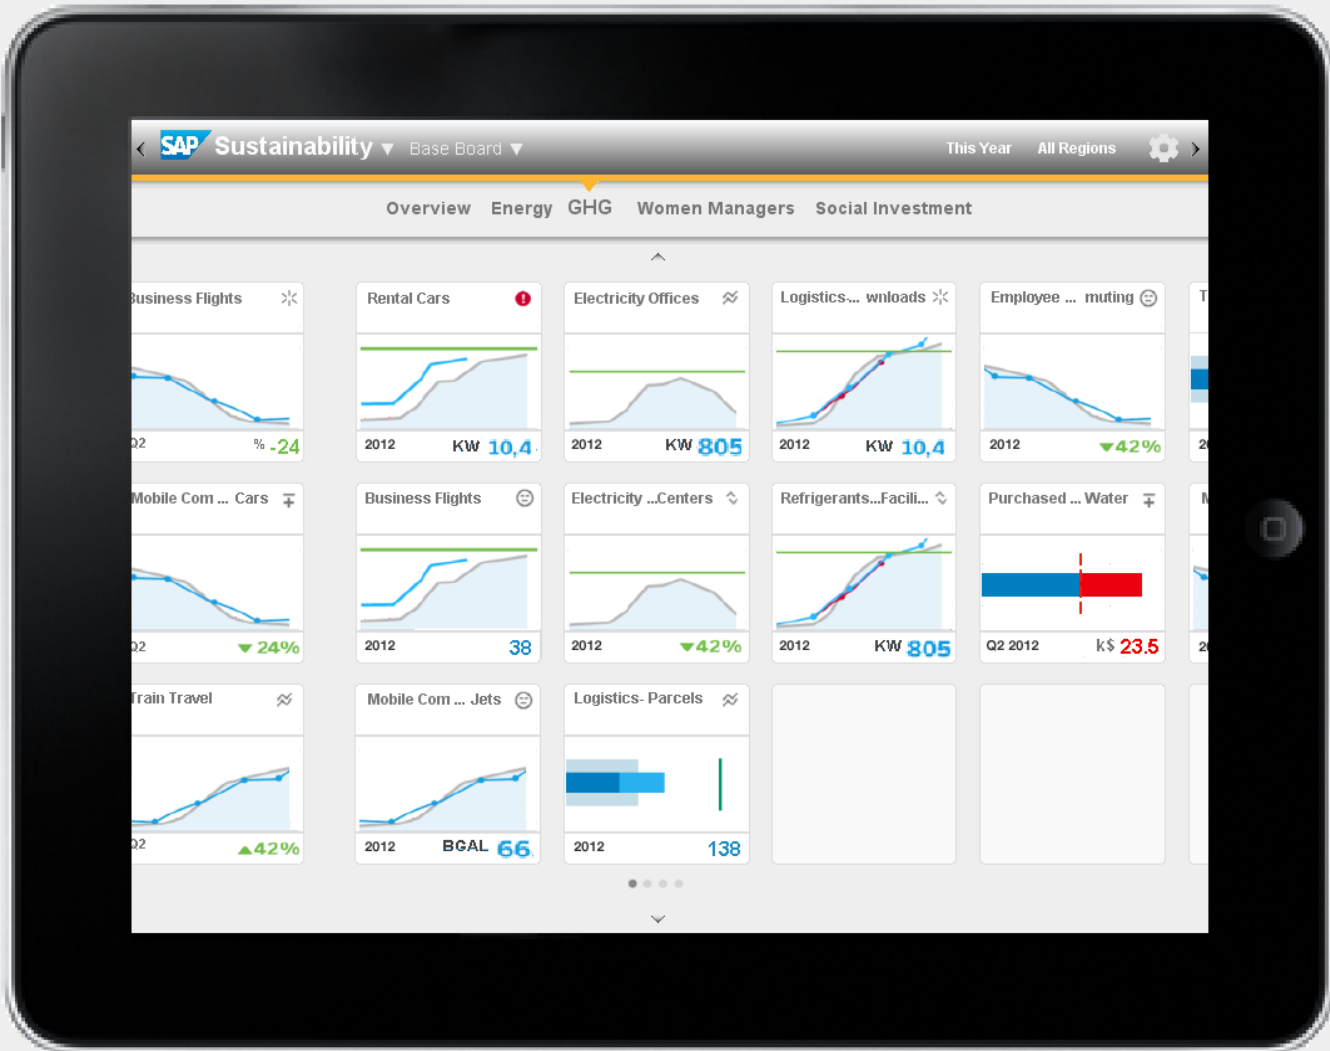 SAP Sustainability ▼ Base Board ▼ This Year All Regions
Overview Energy GHG Women Managers Social Investment
Business Flights Rental Cars Electricity Offices Logistics-... wnloads Employee ... muting T
Q2 % -24 2012 KW 10,4 2012 KW 805 2012 KW 10,4 2012 ▼42% 2
Mobile Com ... Cars Business Flights Electricity ...Centers Refrigerants...Facili... Purchased ... Water
Q2 ▼ 24% 2012 38 2012 ▼42% 2012 KW 805 Q2 2012 k$ 23.5 2
Train Travel Mobile Com ... Jets Logistics- Parcels
Q2 ▲42% 2012 BGAL 66 2012 138